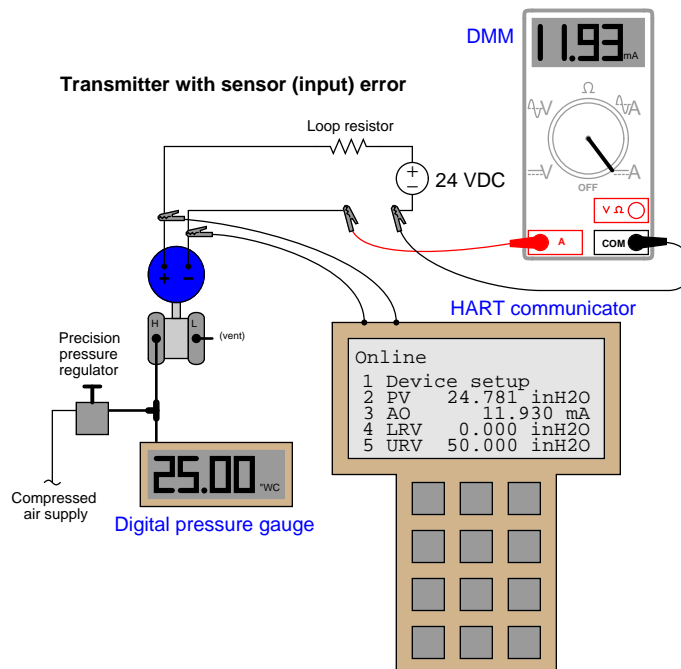 DMM
11.93 mA
Transmitter with sensor (input) error
Ω
V
A
V
A
OFF
Loop resistor
+
-
24 VDC
V Ω
A
COM
+ -
HART communicator
H
L
(vent)
Precision
pressure
regulator
Online
1 Device setup
2 PV 24.781 inH2O
3 AO 11.930 mA
4 LRV 0.000 inH2O
5 URV 50.000 inH2O
25.00 "WC
Compressed
air supply
Digital pressure gauge